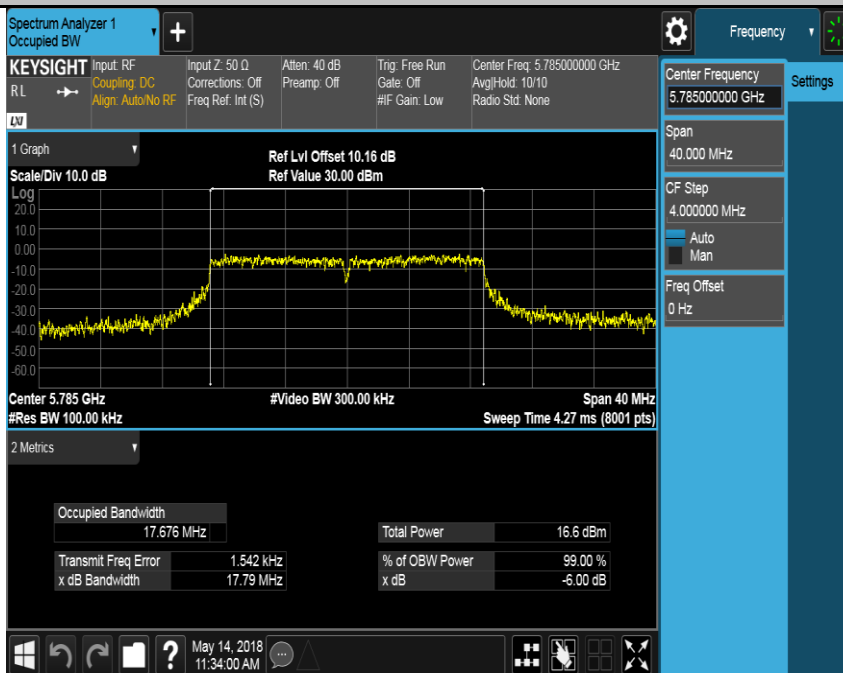 Spectrum Analyzer 1
Occupied BW
+
Frequency
KEYSIGHT
RL
LXI
Input: RF
Coupling: DC
Align: Auto/No RF
Input Z: 50 Ω
Corrections: Off
Freq Ref: Int (S)
Atten: 40 dB
Preamp: Off
Trig: Free Run
Gate: Off
#IF Gain: Low
Center Freq: 5.785000000 GHz
Avg|Hold: 10/10
Radio Std: None
Center Frequency
5.785000000 GHz
Settings
Span
40.000 MHz
CF Step
4.000000 MHz
Auto
Man
Freq Offset
0 Hz
1 Graph
Scale/Div 10.0 dB
Ref Lvl Offset 10.16 dB
Ref Value 30.00 dBm
Log
20.0
10.0
0.00
-10.0
-20.0
-30.0
-40.0
-50.0
-60.0
Center 5.785 GHz
#Video BW 300.00 kHz
Span 40 MHz
#Res BW 100.00 kHz
Sweep Time 4.27 ms (8001 pts)
2 Metrics
Occupied Bandwidth
17.676 MHz
Total Power 16.6 dBm
Transmit Freq Error 1.542 kHz
% of OBW Power 99.00 %
x dB Bandwidth 17.79 MHz
x dB -6.00 dB
?
May 14, 2018
11:34:00 AM